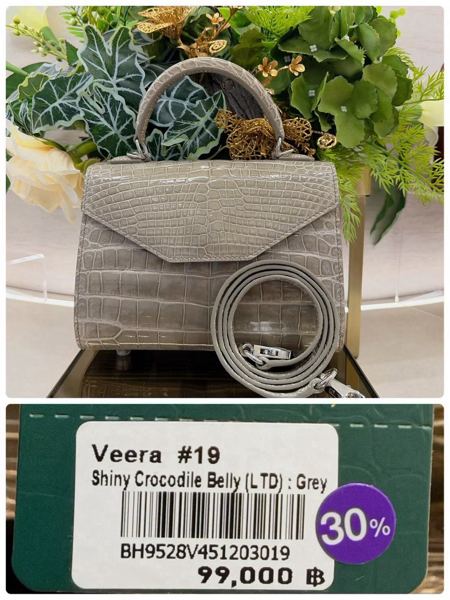 Veera #19
Shiny Crocodile Belly (LTD) : Grey
30%
BH9528V451203019
99,000 ฿